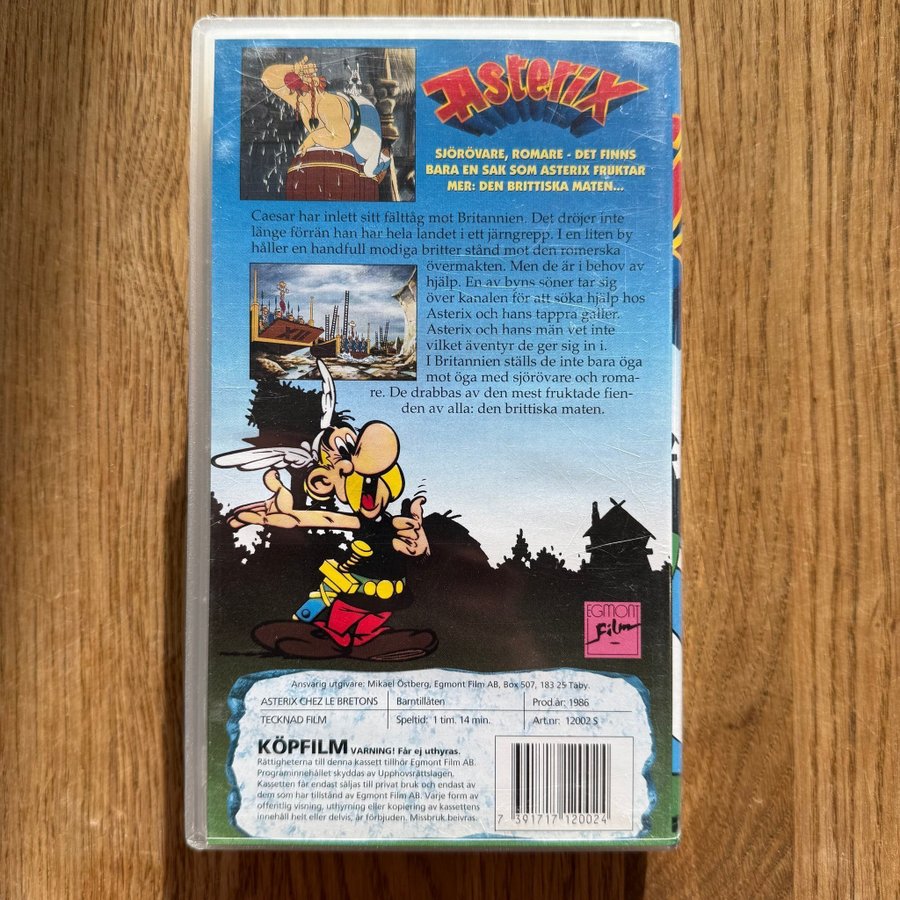 Asterix
SJÖRÖVARE, ROMARE - DET FINNS
BARA EN SAK SOM ASTERIX FRUKTAR
MER: DEN BRITTISKA MATEN...
Caesar har inlett sitt fälttåg mot Britannien. Det dröjer inte
länge förrän han har hela landet i ett järngrepp. I en liten by
håller en handfull modiga britter stånd mot den romerska
övermakten. Men de är i behov av
hjälp. En av byns söner tar sig
över kanalen för att söka hjälp hos
Asterix och hans tappra galler.
Asterix och hans män vet inte
vilket äventyr de ger sig in i.
I Britannien ställs de inte bara öga
mot öga med sjörövare och roma-
re. De drabbas av den mest fruktade fien-
den av alla: den brittiska maten.
XII
EGMONT
Film
Ansvarig utgivare: Mikael Östberg, Egmont Film AB, Box 507, 183 25 Täby.
ASTERIX CHEZ LE BRETONS Barntillåten Prod.år: 1986
TECKNAD FILM Speltid: 1 tim. 14 min. Art.nr: 12002 S
KÖPFILM VARNING! Får ej uthyras.
Rättigheterna till denna kassett tillhör Egmont Film AB.
Programinnehållet skyddas av Upphovsrättslagen.
Kassetten får endast säljas till privat bruk och endast av
dem som har tillstånd av Egmont Film AB. Varje form av
offentlig visning, uthyrning eller kopiering av kassettens
innehåll helt eller delvis, är förbjuden. Missbruk beivras.
7 391717 120024